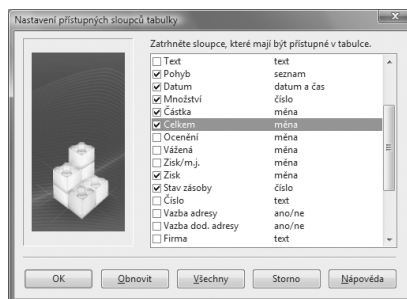 Nastavení přístupných sloupců tabulky
Zatrhněte sloupce, které mají být přístupné v tabulce.
Text text
Pohyb seznam
Datum datum a čas
Množství číslo
Částka měna
Celkem měna
Ocenění měna
Vážená měna
Zisk/m.j. měna
Zisk měna
Stav zásoby číslo
Číslo text
Vazba adresy ano/ne
Vazba dod. adresy ano/ne
Firma text
OK Obnovit Všechny Storno Nápověda